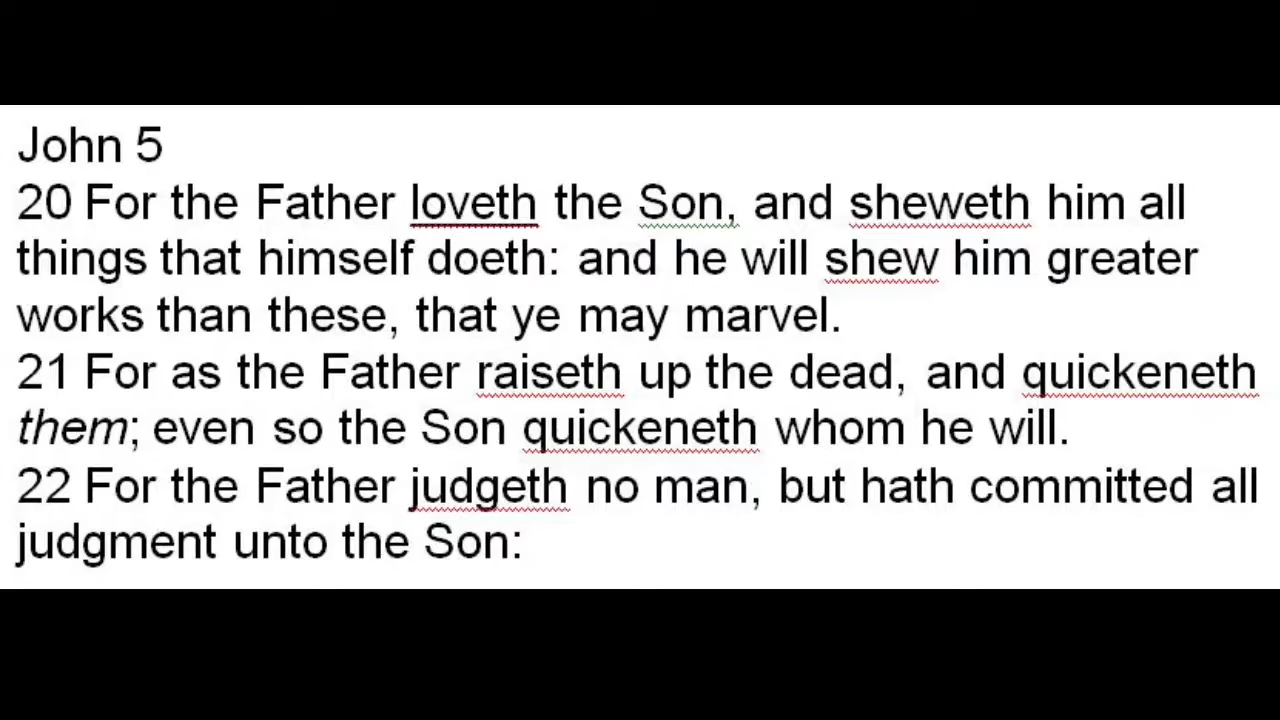 John 5
20 For the Father loveth the Son, and sheweth him all
things that himself doeth: and he will shew him greater
works than these, that ye may marvel.
21 For as the Father raiseth up the dead, and quickeneth
them; even so the Son quickeneth whom he will.
22 For the Father judgeth no man, but hath committed all
judgment unto the Son: